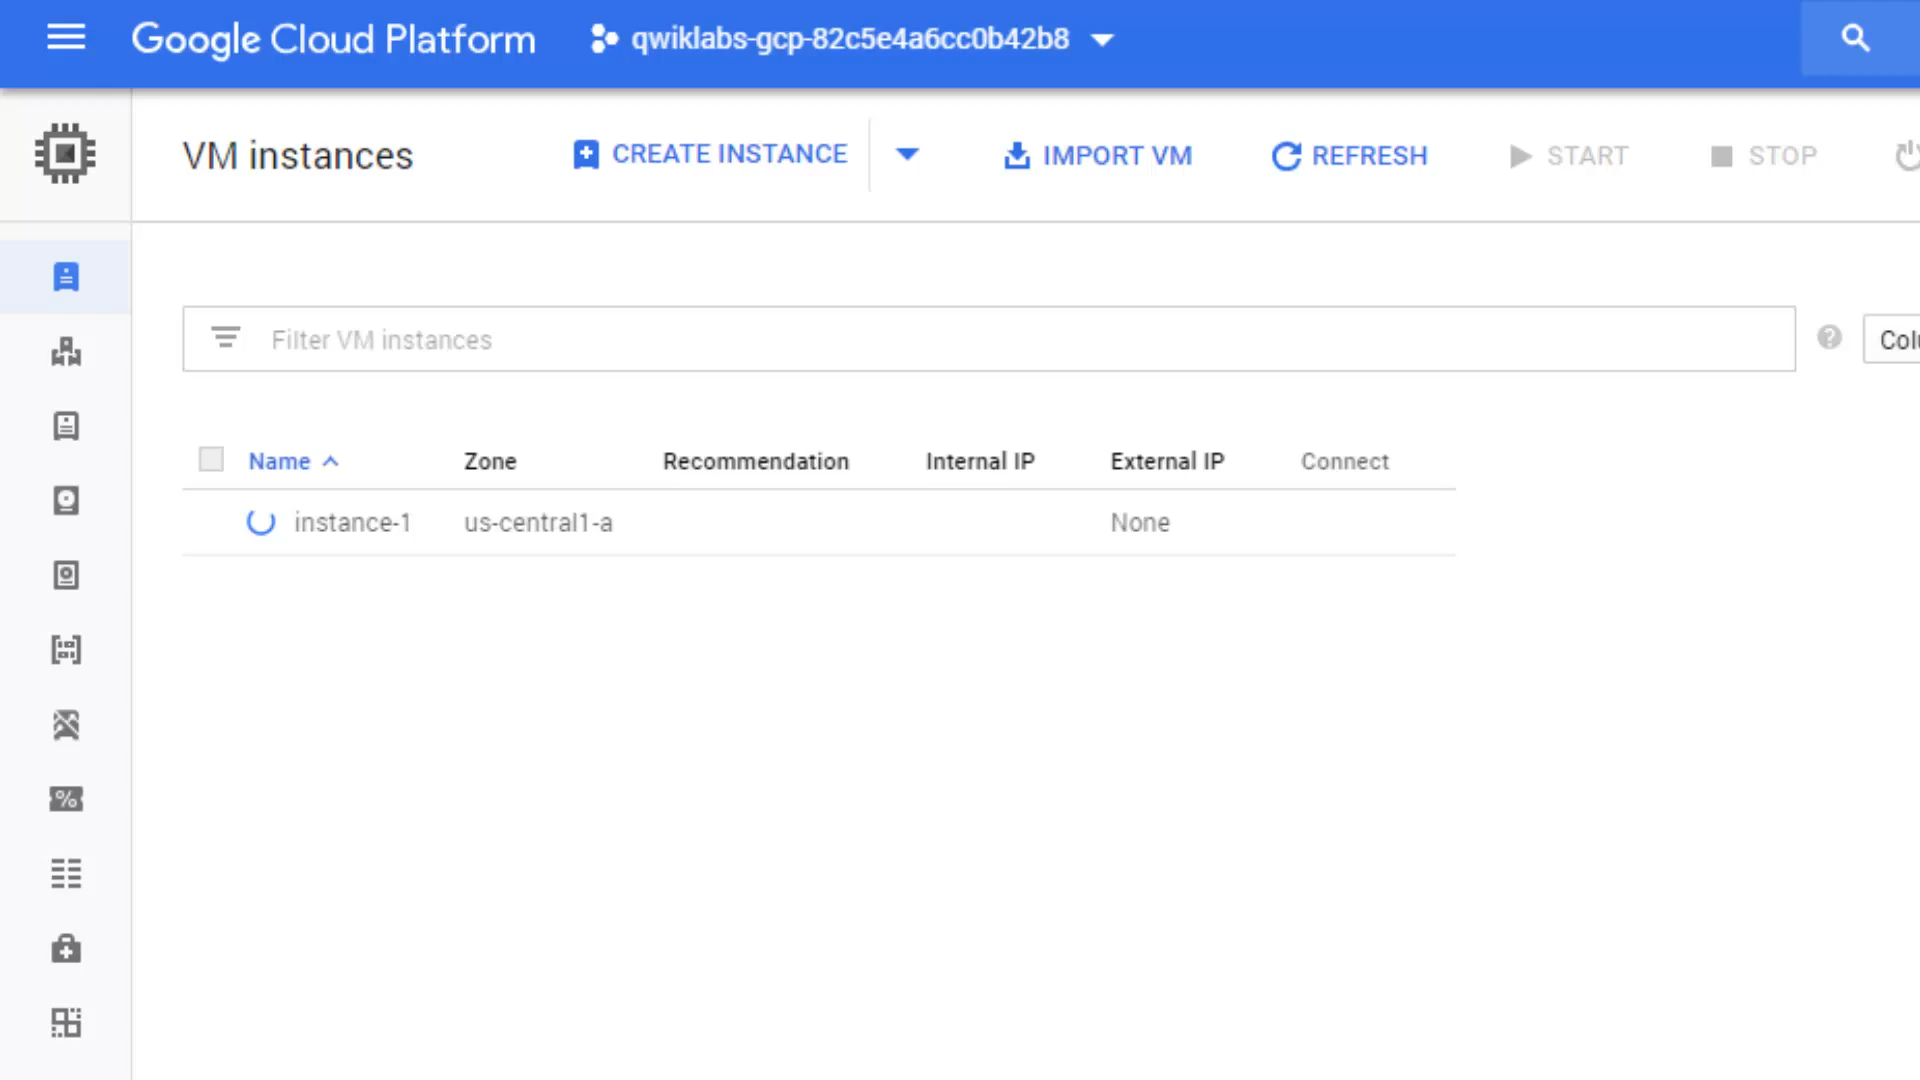 Google Cloud Platform qwiklabs-gcp-82c5e4a6cc0b42b8
VM instances CREATE INSTANCE IMPORT VM REFRESH START STOP
Filter VM instances ? Colu
Name Zone Recommendation Internal IP External IP Connect
instance-1 us-central1-a None
%